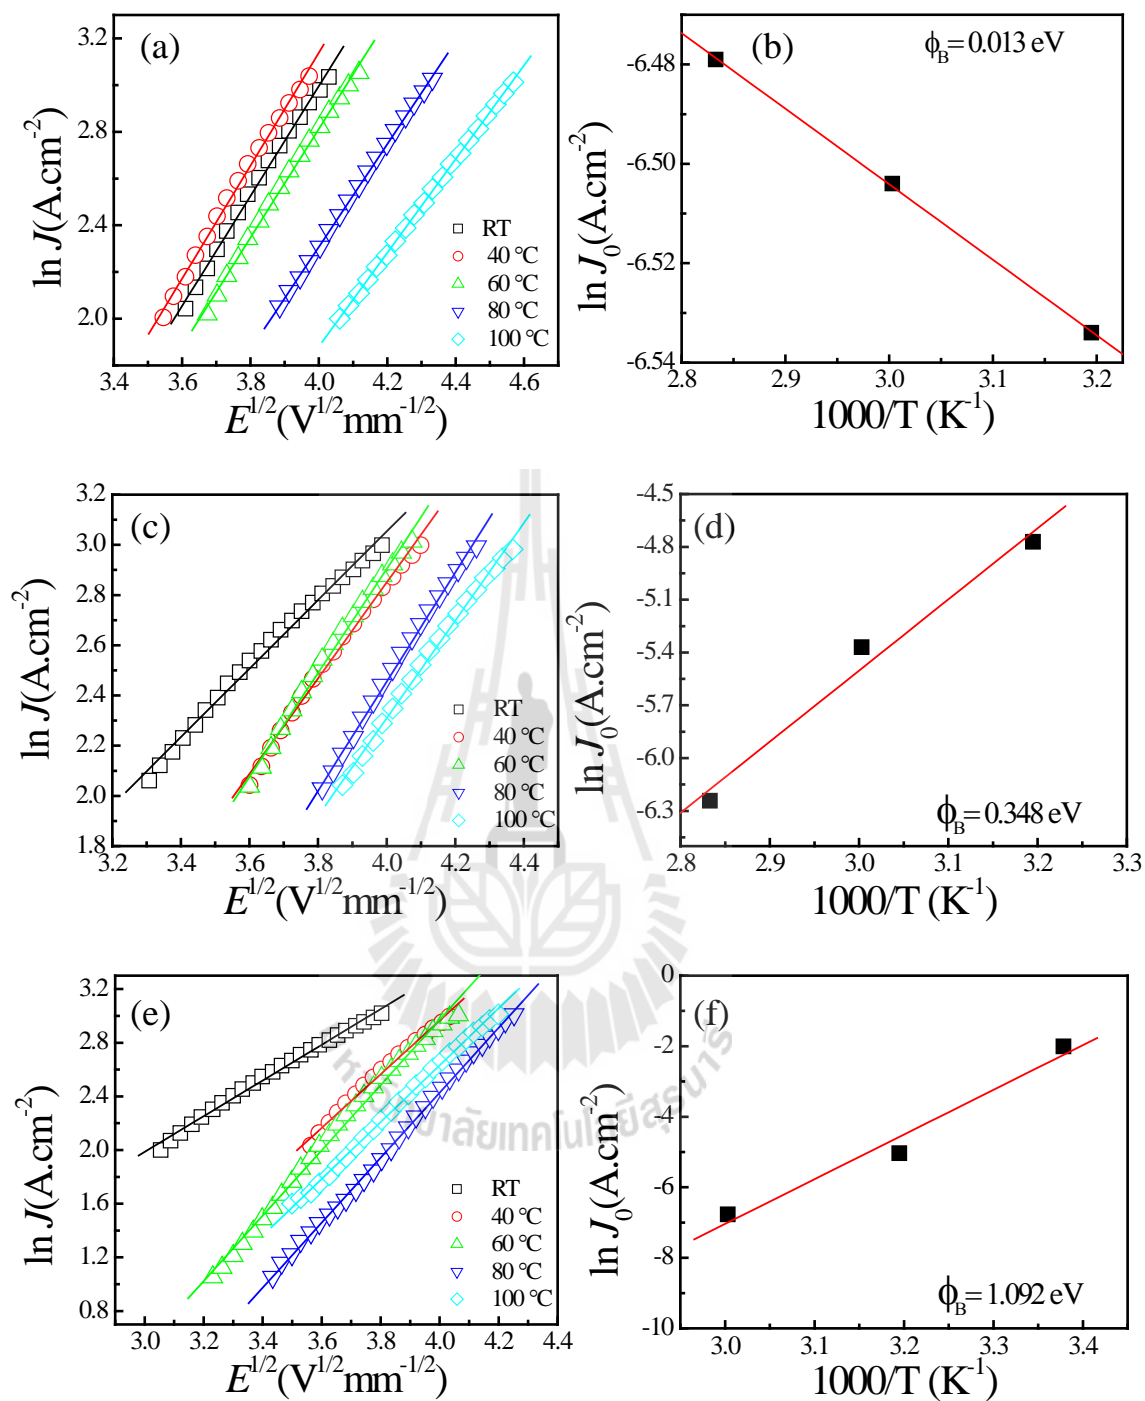 (a)
ln J(A.cm-2)
3.2
2.8
2.4
2.0
RT
40 °C
60 °C
80 °C
100 °C
3.4 3.6 3.8 4.0 4.2 4.4 4.6
E1/2(V1/2mm-1/2)
(b)
ϕB = 0.013 eV
ln J0(A.cm-2)
-6.48
-6.50
-6.52
-6.54
2.8 2.9 3.0 3.1 3.2
1000/T (K-1)
(c)
ln J(A.cm-2)
3.2
3.0
2.8
2.6
2.4
2.2
2.0
1.8
RT
40 °C
60 °C
80 °C
100 °C
3.2 3.4 3.6 3.8 4.0 4.2 4.4
E1/2(V1/2mm-1/2)
(d)
ln J0(A.cm-2)
-4.5
-4.8
-5.1
-5.4
-5.7
-6.0
-6.3
ϕB = 0.348 eV
2.8 2.9 3.0 3.1 3.2 3.3
1000/T (K-1)
(e)
ln J(A.cm-2)
3.2
2.8
2.4
2.0
1.6
1.2
0.8
RT
40 °C
60 °C
80 °C
100 °C
3.0 3.2 3.4 3.6 3.8 4.0 4.2 4.4
E1/2(V1/2mm-1/2)
(f)
ln J0(A.cm-2)
0
-2
-4
-6
-8
-10
ϕB = 1.092 eV
3.0 3.1 3.2 3.3 3.4
1000/T (K-1)